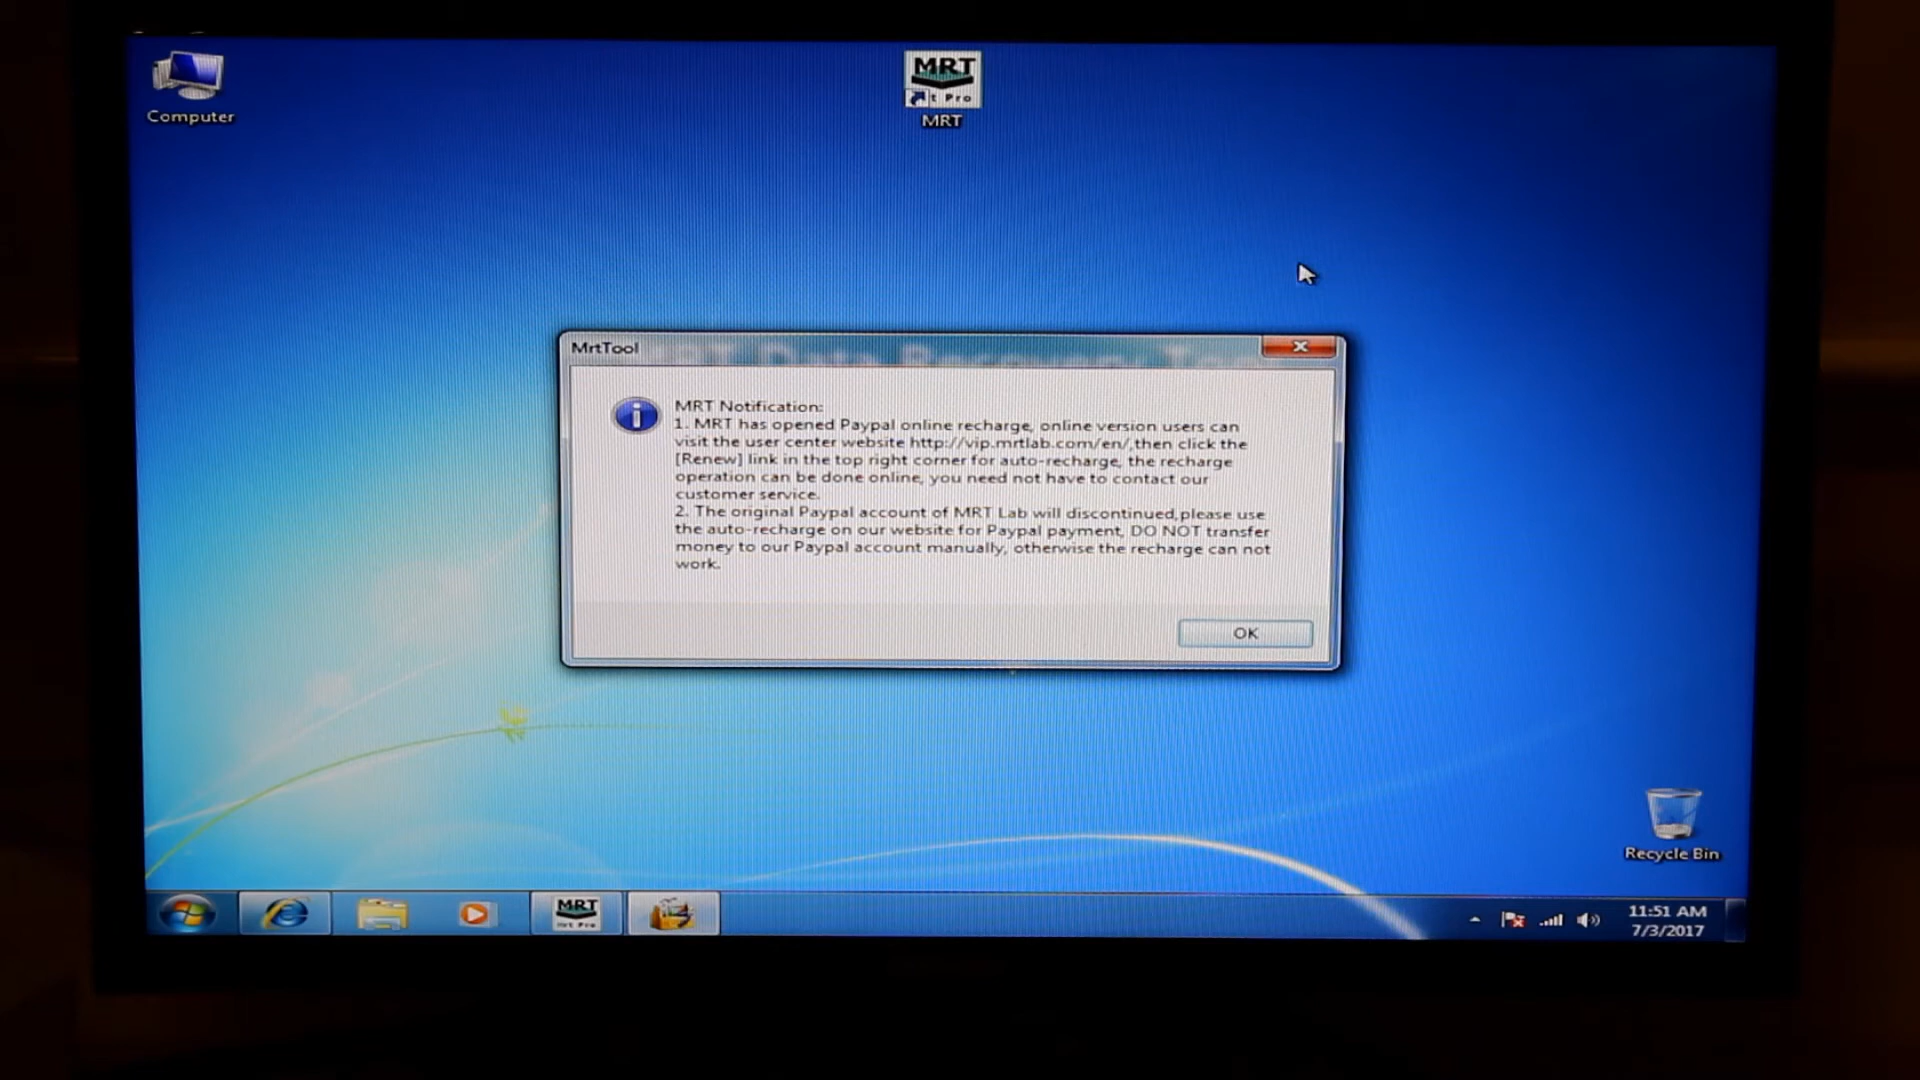 Computer
MRT
t Pro
MRT
MrtTool
MRT Notification:
1. MRT has opened Paypal online recharge, online version users can
visit the user center website http://vip.mrtlab.com/en/,then click the
[Renew] link in the top right corner for auto-recharge, the recharge
operation can be done online, you need not have to contact our
customer service.
2. The original Paypal account of MRT Lab will discontinued,please use
the auto-recharge on our website for Paypal payment, DO NOT transfer
money to our Paypal account manually, otherwise the recharge can not
work.
OK
Recycle Bin
MRT
Mrt Pro
11:51 AM
7/3/2017